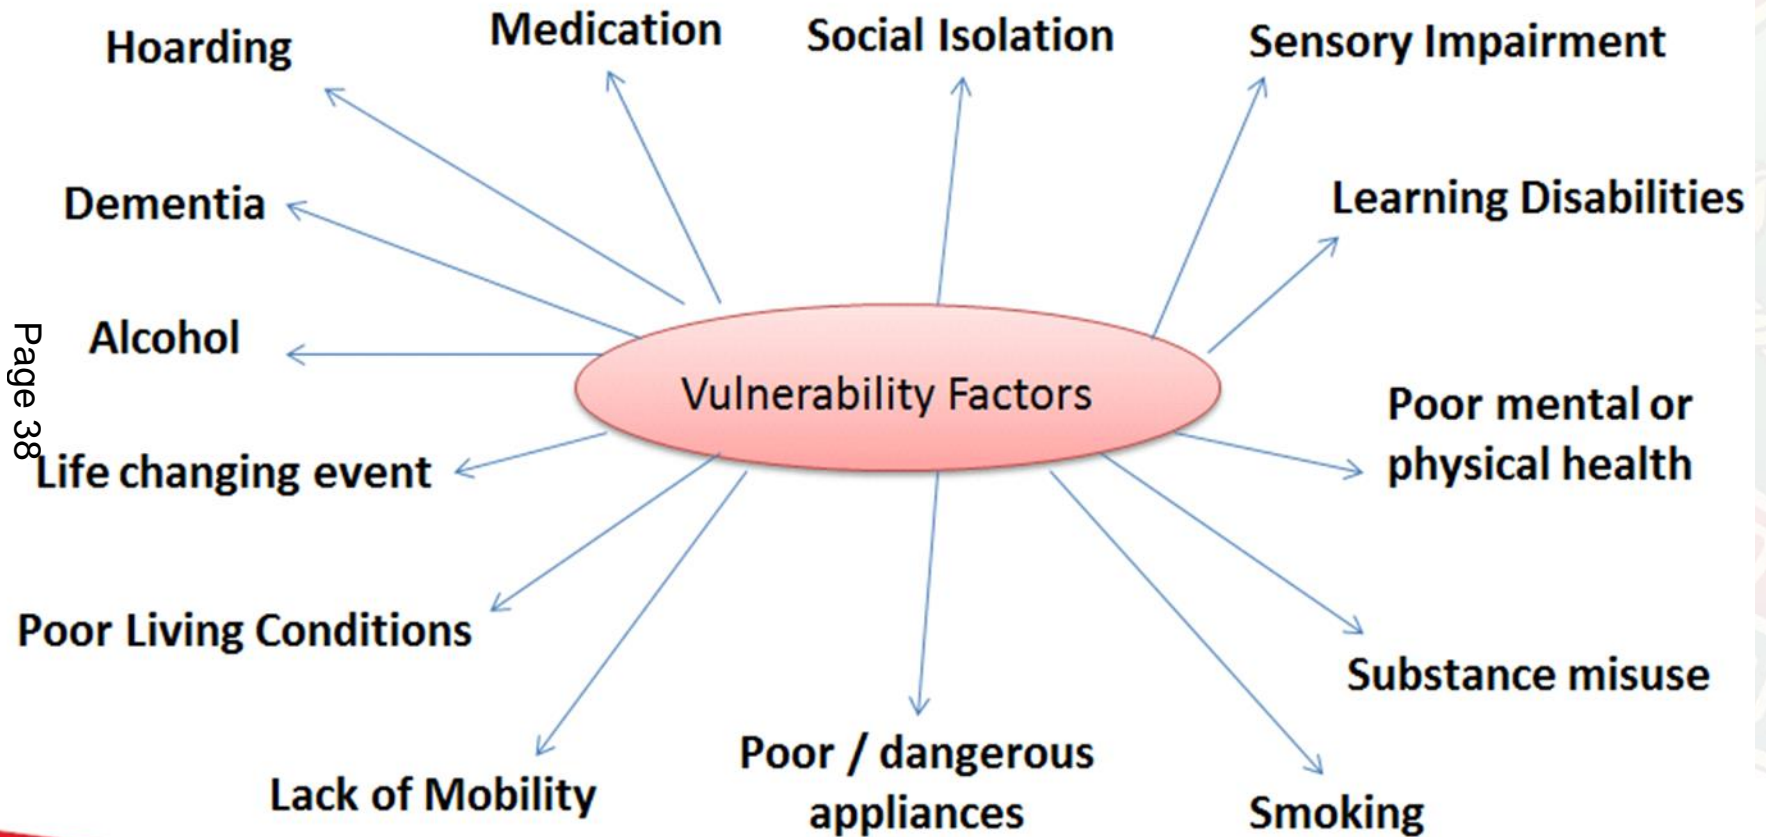 Hoarding
Medication
Social Isolation
Sensory Impairment
Dementia
Learning Disabilities
Alcohol
Vulnerability Factors
Poor mental or
physical health
Page 38
Life changing event
Poor Living Conditions
Substance misuse
Lack of Mobility
Poor / dangerous
appliances
Smoking